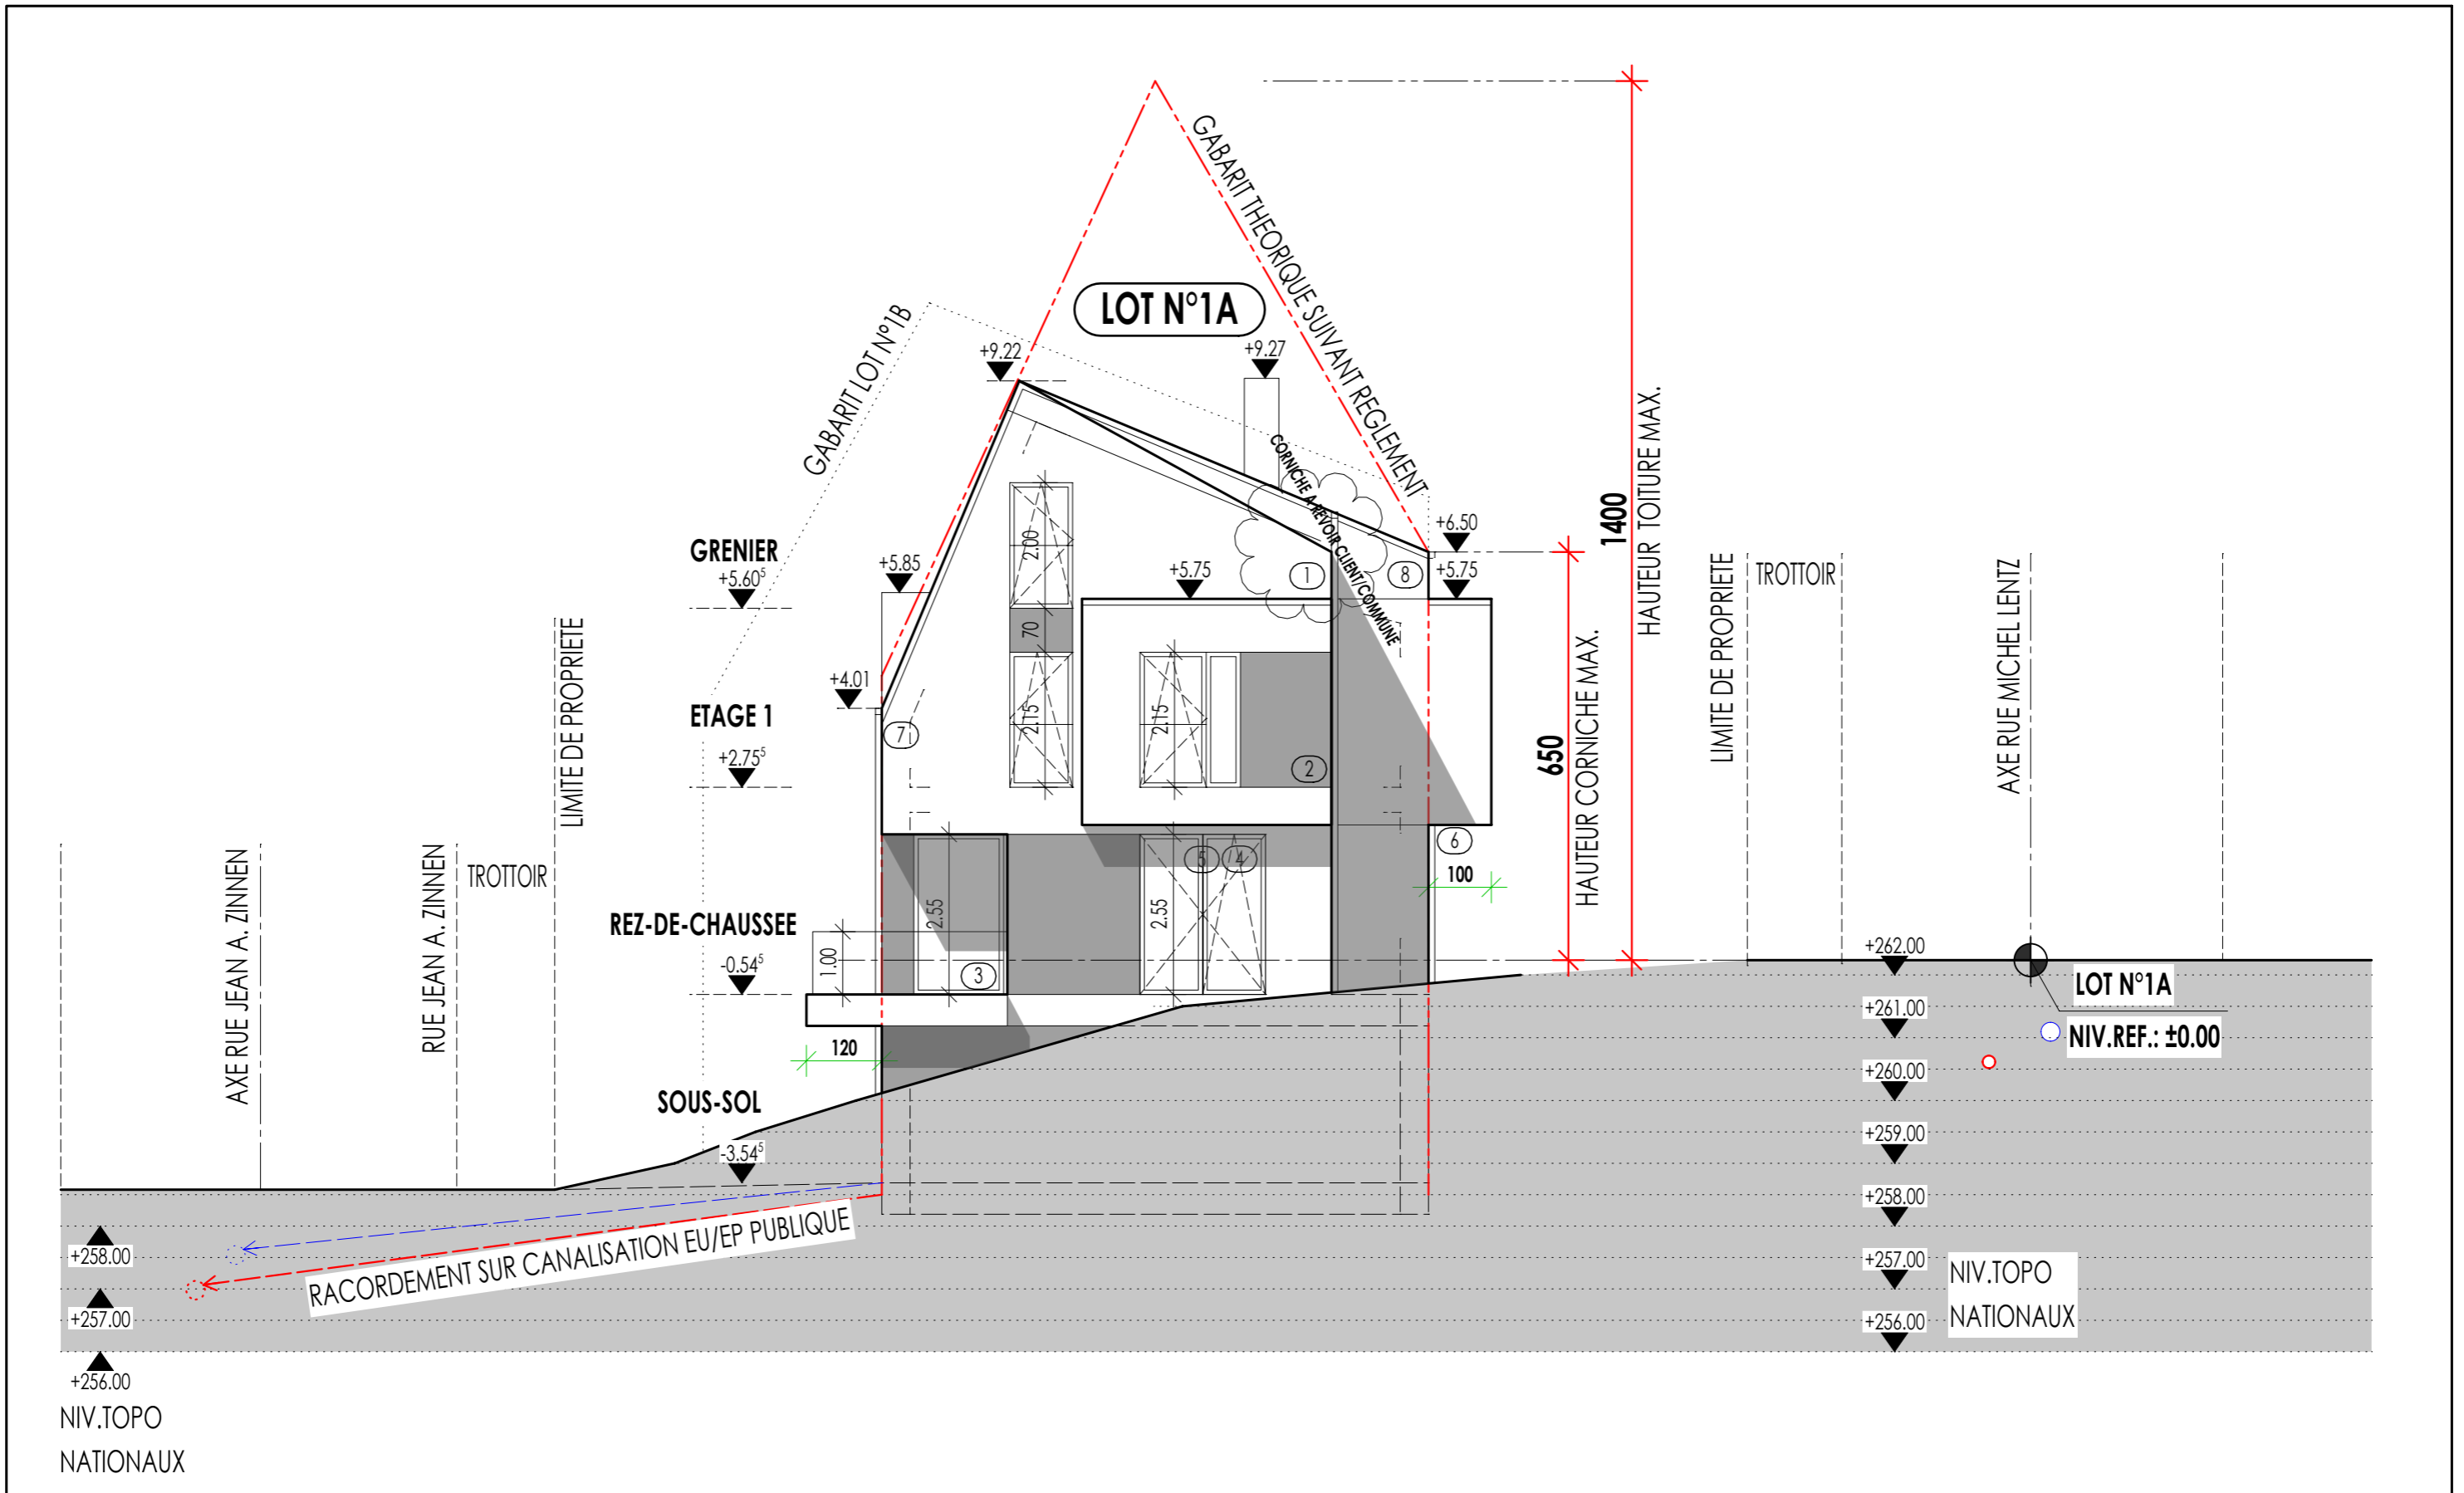 LOT N°1A
GABARIT THEORIQUE SUIVANT REGLEMENT
GABARIT LOT N°1B
+9.22
+9.27
CORNICHE A REVOIR CLIENT/COMMUNE
1400
HAUTEUR TOITURE MAX.
650
HAUTEUR CORNICHE MAX.
GRENIER
+5.60⁵
+5.85
+5.75
+6.50
+5.75
2.00
70
1
8
+4.01
ETAGE 1
+2.75⁵
7
2.15
2.15
2
6
5
4
100
REZ-DE-CHAUSSEE
-0.54⁵
1.00
2.55
2.55
3
120
SOUS-SOL
-3.54⁵
AXE RUE JEAN A. ZINNEN
RUE JEAN A. ZINNEN
TROTTOIR
LIMITE DE PROPRIETE
LIMITE DE PROPRIETE
TROTTOIR
AXE RUE MICHEL LENTZ
LOT N°1A
NIV.REF.: ±0.00
+262.00
+261.00
+260.00
+259.00
+258.00
+257.00
+256.00
NIV.TOPO
NATIONAUX
RACORDEMENT SUR CANALISATION EU/EP PUBLIQUE
+258.00
+257.00
+256.00
NIV.TOPO
NATIONAUX